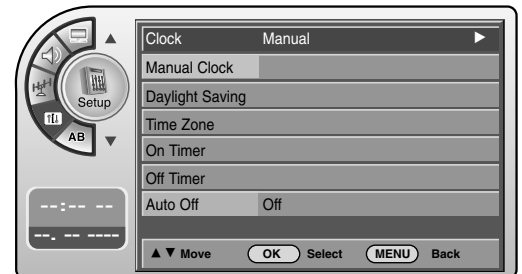 Setup
AB
--:-- --
--. -- ----
Clock Manual ▶
Manual Clock
Daylight Saving
Time Zone
On Timer
Off Timer
Auto Off Off
▲▼ Move OK Select MENU Back